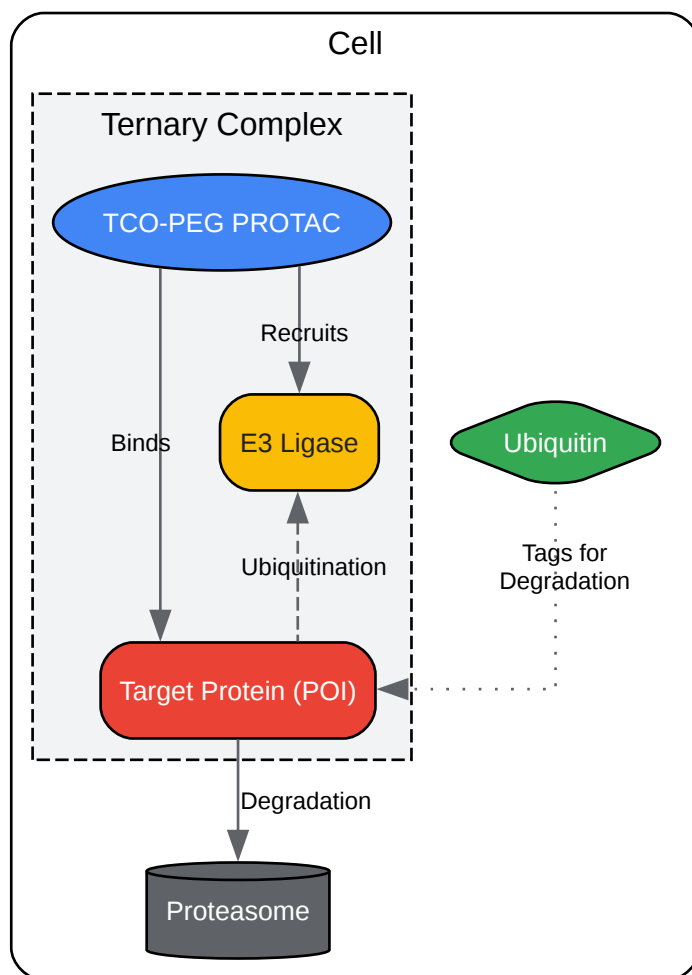 Cell
Ternary Complex
TCO-PEG PROTAC
Recruits
Binds
E3 Ligase
Ubiquitin
Ubiquitination
Tags for
Degradation
Target Protein (POI)
Degradation
Proteasome